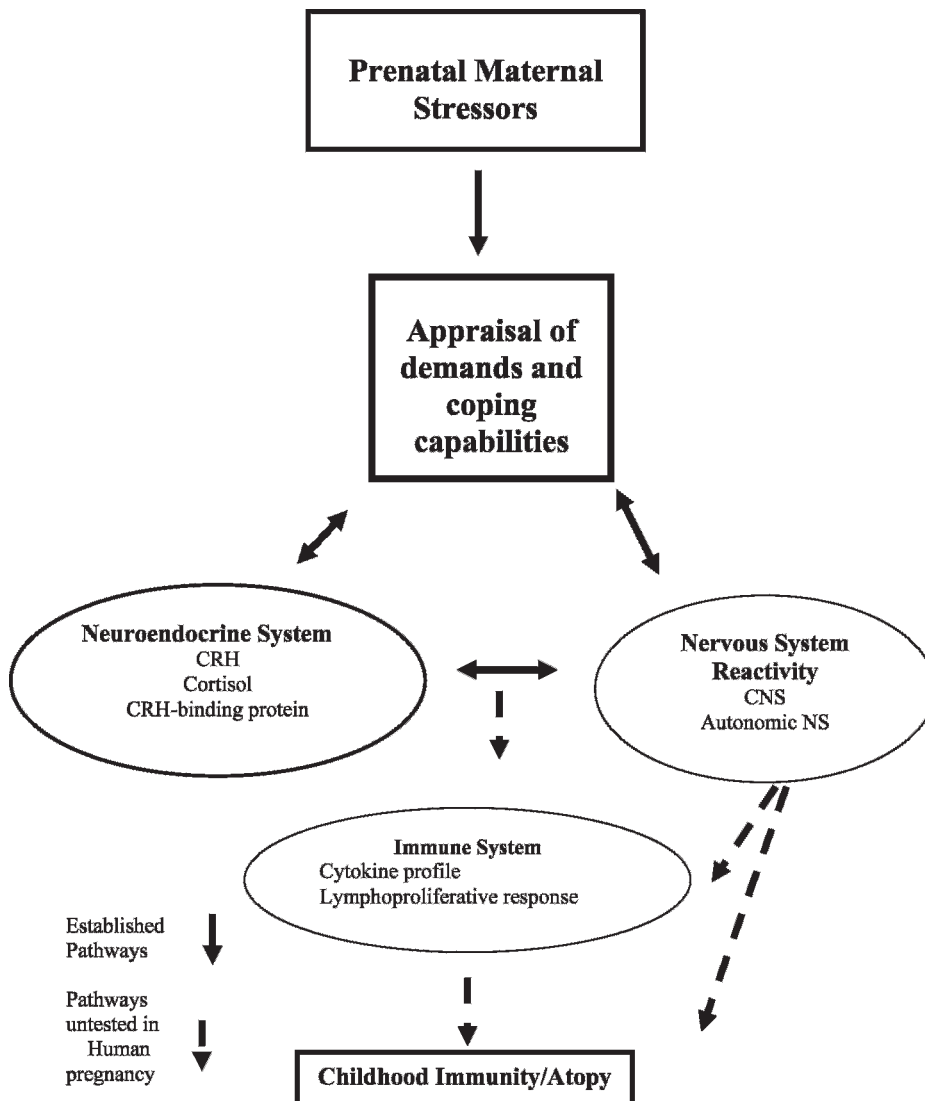 Prenatal Maternal
Stressors
Appraisal of
demands and
coping
capabilities
Neuroendocrine System
CRH
Cortisol
CRH-binding protein
Nervous System
Reactivity
CNS
Autonomic NS
Immune System
Cytokine profile
Lymphoproliferative response
Established
Pathways
Pathways
untested in
Human
pregnancy
Childhood Immunity/Atopy